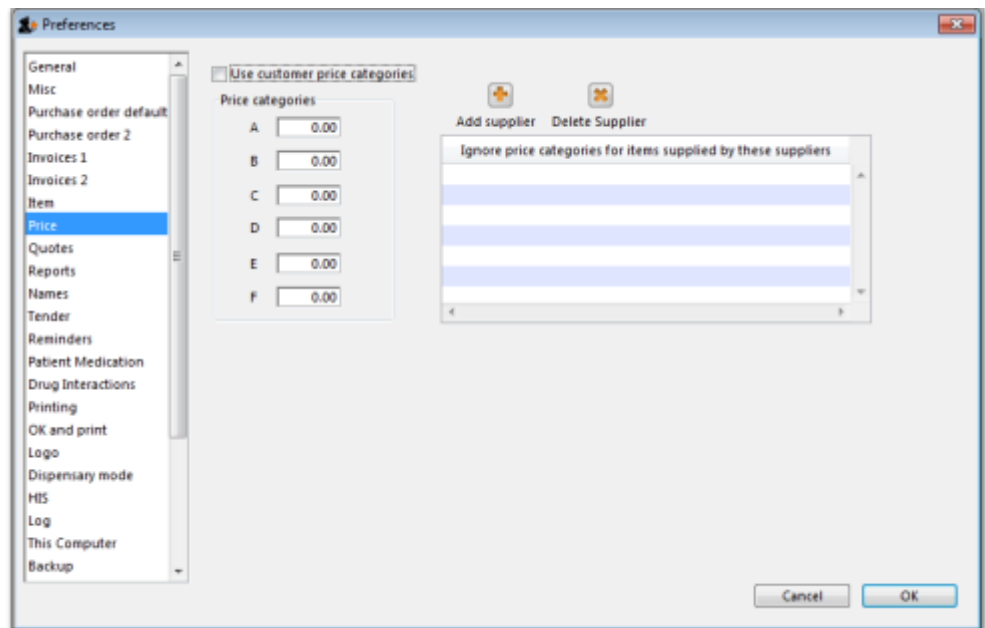 Preferences
General
Misc
Purchase order default
Purchase order 2
Invoices 1
Invoices 2
Item
Price
Quotes
Reports
Names
Tender
Reminders
Patient Medication
Drug Interactions
Printing
OK and print
Logo
Dispensary mode
HIS
Log
This Computer
Backup
Use customer price categories
Price categories
A 0.00
B 0.00
C 0.00
D 0.00
E 0.00
F 0.00
Add supplier Delete Supplier
Ignore price categories for items supplied by these suppliers
Cancel OK